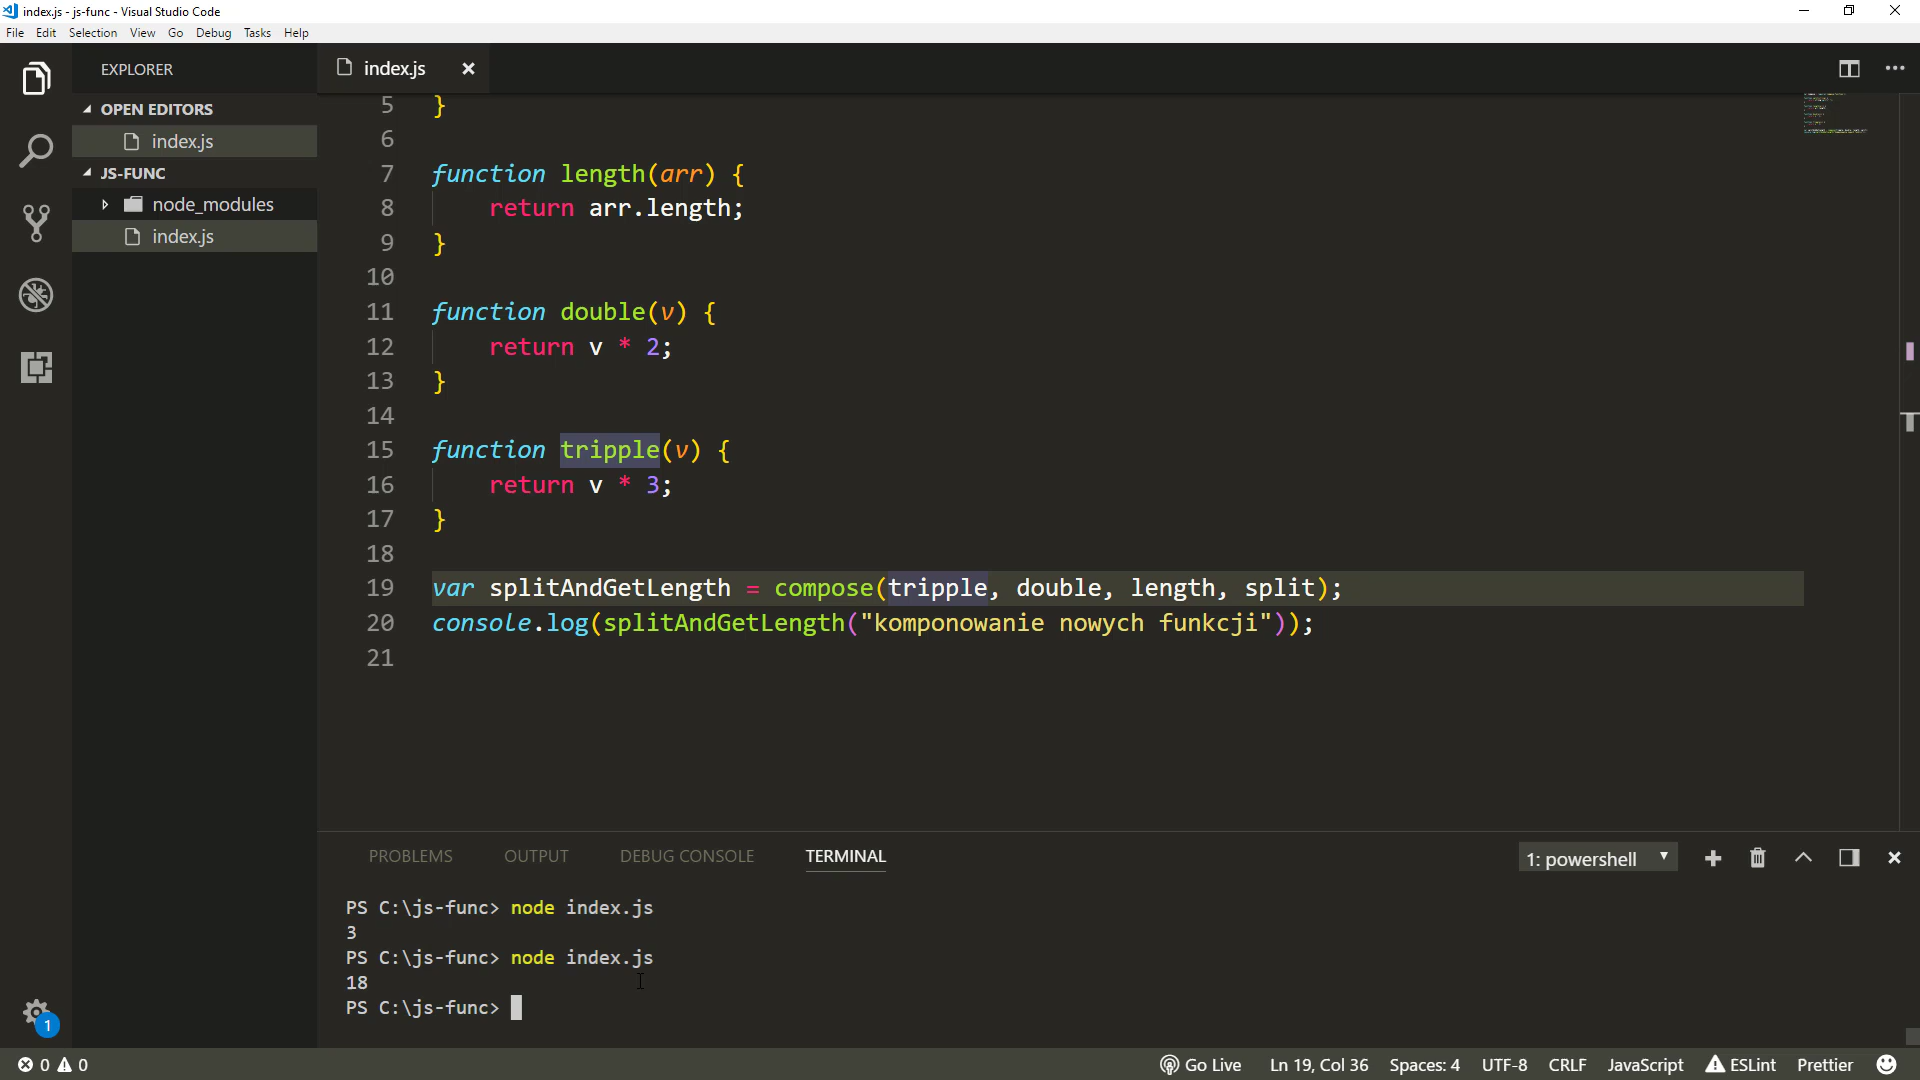 index.js - js-func - Visual Studio Code
File Edit Selection View Go Debug Tasks Help
EXPLORER
OPEN EDITORS
index.js
JS-FUNC
node_modules
index.js
1
index.js
5 }
6
7 function length(arr) {
8 return arr.length;
9 }
10
11 function double(v) {
12 return v * 2;
13 }
14
15 function tripple(v) {
16 return v * 3;
17 }
18
19 var splitAndGetLength = compose(tripple, double, length, split);
20 console.log(splitAndGetLength("komponowanie nowych funkcji"));
21
PROBLEMS OUTPUT DEBUG CONSOLE TERMINAL 1: powershell
PS C:\js-func> node index.js
3
PS C:\js-func> node index.js
18
PS C:\js-func>
0 0 Go Live Ln 19, Col 36 Spaces: 4 UTF-8 CRLF JavaScript ESLint Prettier